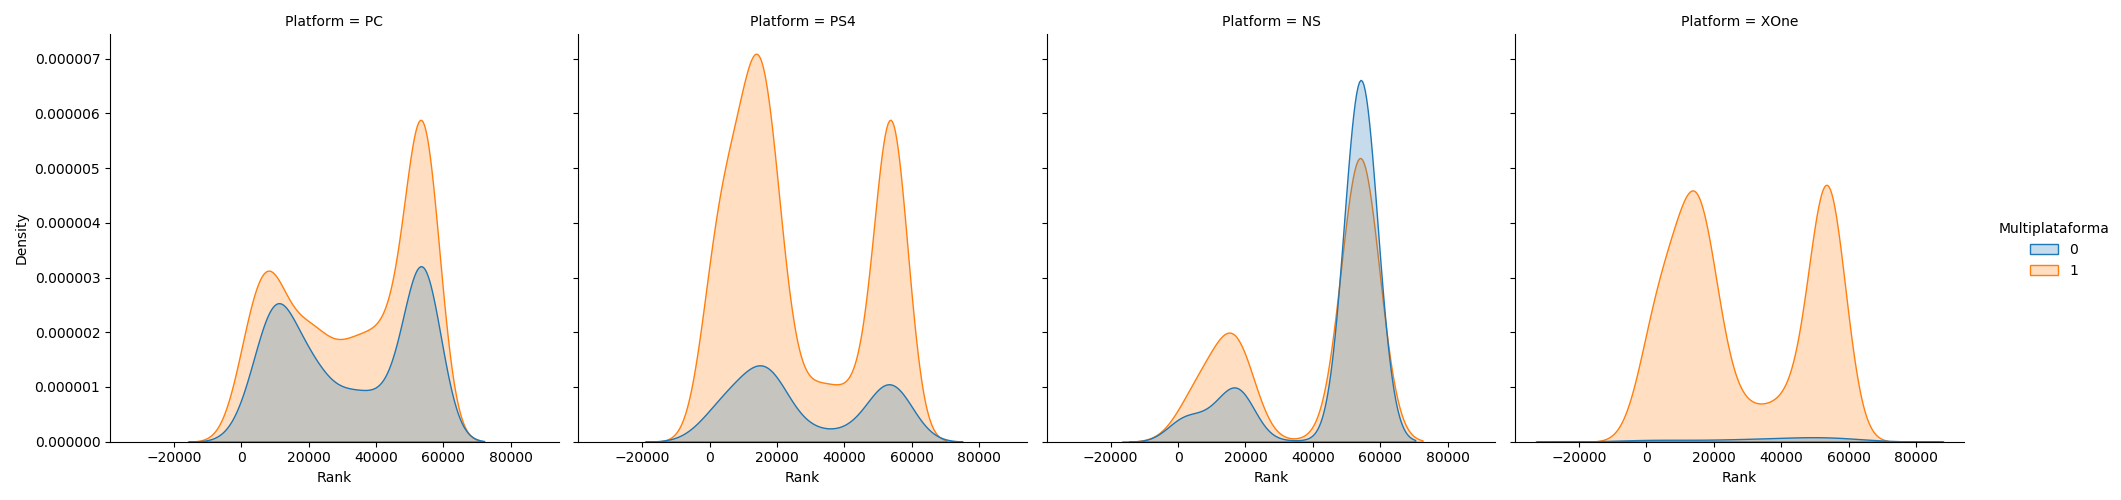 Platform = PC
Platform = PS4
Platform = NS
Platform = XOne
0.000007
0.000006
0.000005
0.000004
0.000003
0.000002
0.000001
0.000000
Density
−20000 0 20000 40000 60000 80000
Rank
−20000 0 20000 40000 60000 80000
Rank
−20000 0 20000 40000 60000 80000
Rank
−20000 0 20000 40000 60000 80000
Rank
Multiplataforma
0
1